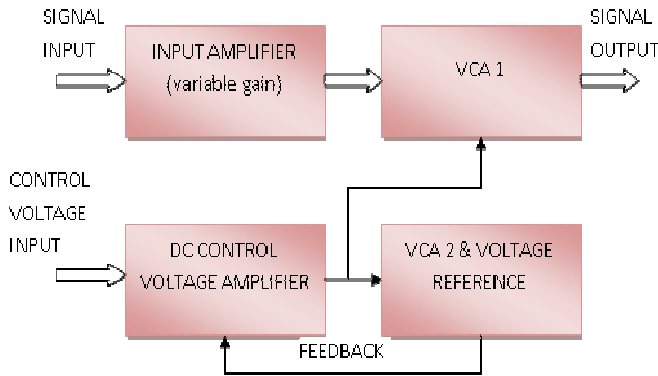 SIGNAL
INPUT
INPUT AMPLIFIER
(variable gain)
VCA 1
SIGNAL
OUTPUT
CONTROL
VOLTAGE
INPUT
DC CONTROL
VOLTAGE AMPLIFIER
VCA 2 & VOLTAGE
REFERENCE
FEEDBACK